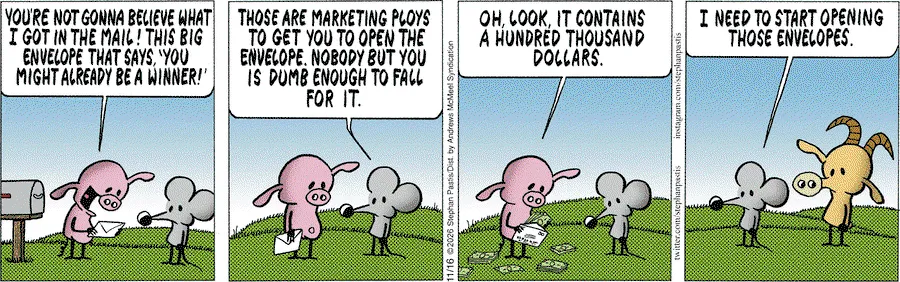 YOU'RE NOT GONNA BELIEVE WHAT
I GOT IN THE MAIL! THIS BIG
ENVELOPE THAT SAYS, 'YOU
MIGHT ALREADY BE A WINNER!'
THOSE ARE MARKETING PLOYS
TO GET YOU TO OPEN THE
ENVELOPE. NOBODY BUT YOU
IS DUMB ENOUGH TO FALL
FOR IT.
11/16 ©2026 Stephan Pastis/Dist. by Andrews McMeel Syndication
OH, LOOK, IT CONTAINS
A HUNDRED THOUSAND
DOLLARS.
twitter.com/stephanpastis
instagram.com/stephanpastis
I NEED TO START OPENING
THOSE ENVELOPES.